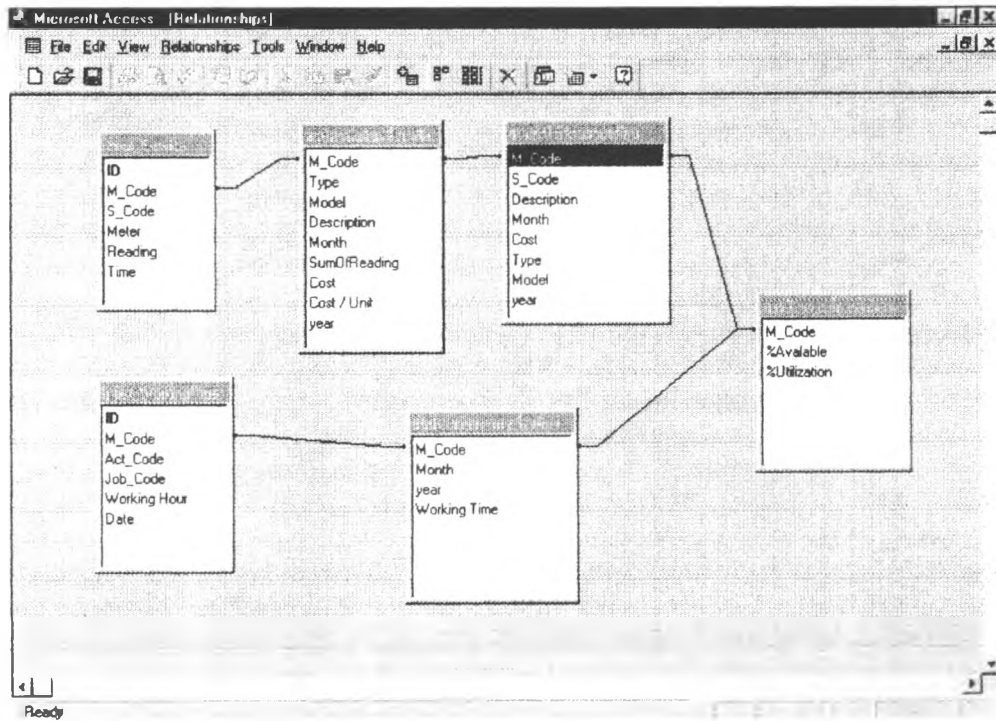 Microsoft Access - [Relationships]
File Edit View Relationships Tools Window Help
ID
M_Code
S_Code
Meter
Reading
Time
M_Code
Type
Model
Description
Month
SumOfReading
Cost
Cost / Unit
year
M_Code
S_Code
Description
Month
Cost
Type
Model
year
M_Code
%Avalable
%Utilization
ID
M_Code
Act_Code
Job_Code
Working Hour
Date
M_Code
Month
year
Working Time
Ready